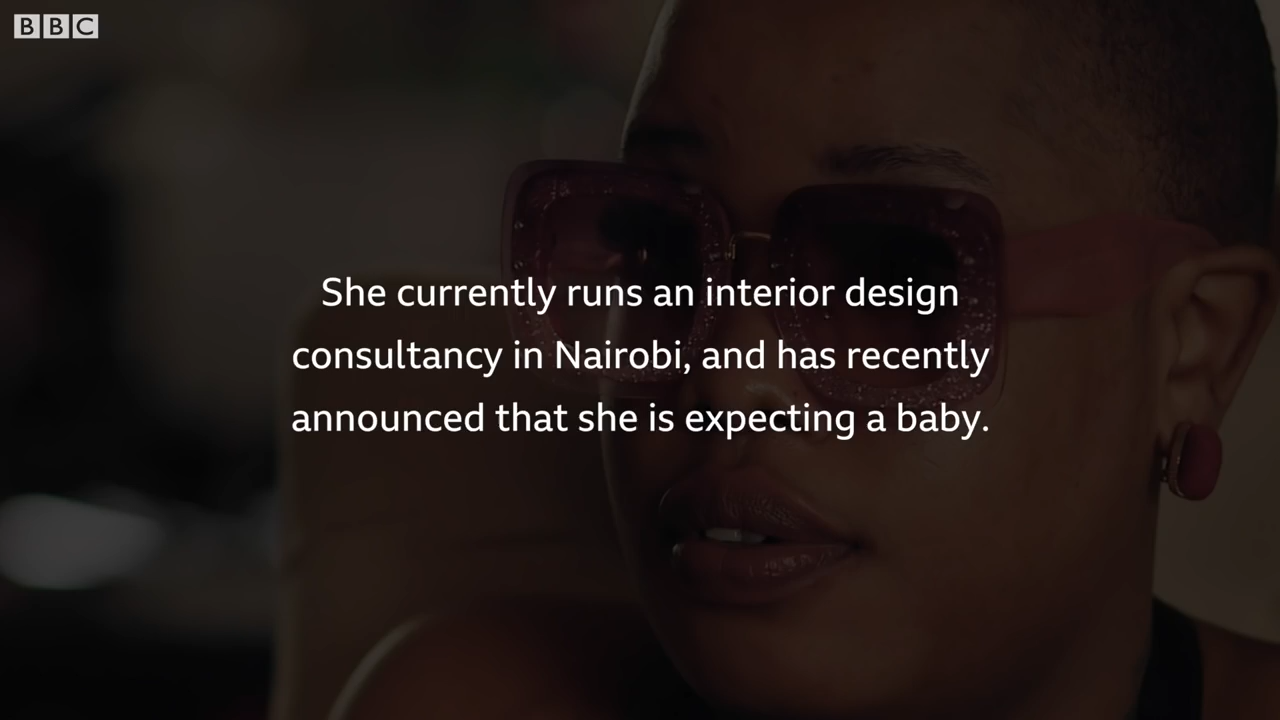 BBC
She currently runs an interior design
consultancy in Nairobi, and has recently
announced that she is expecting a baby.